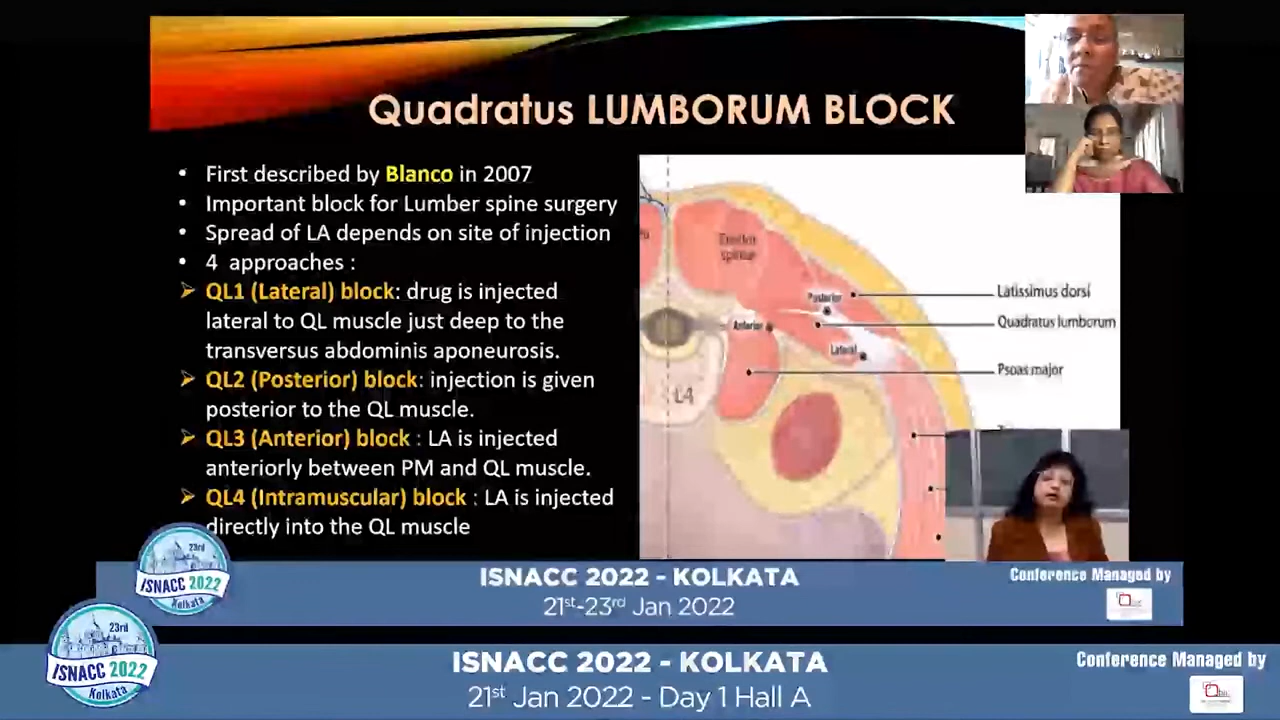 Quadratus LUMBORUM BLOCK
• First described by Blanco in 2007
• Important block for Lumber spine surgery
• Spread of LA depends on site of injection
• 4 approaches :
➢ QL1 (Lateral) block: drug is injected
lateral to QL muscle just deep to the
transversus abdominis aponeurosis.
➢ QL2 (Posterior) block: injection is given
posterior to the QL muscle.
➢ QL3 (Anterior) block : LA is injected
anteriorly between PM and QL muscle.
➢ QL4 (Intramuscular) block : LA is injected
directly into the QL muscle
Erector
spinae
Posterior
Anterior
Lateral
L4
Latissimus dorsi
Quadratus lumborum
Psoas major
23rd
ISNACC 2022
Kolkata
ISNACC 2022 - KOLKATA
21st-23rd Jan 2022
Conference Managed by
23rd
ISNACC 2022
Kolkata
ISNACC 2022 - KOLKATA
21st Jan 2022 - Day 1 Hall A
Conference Managed by